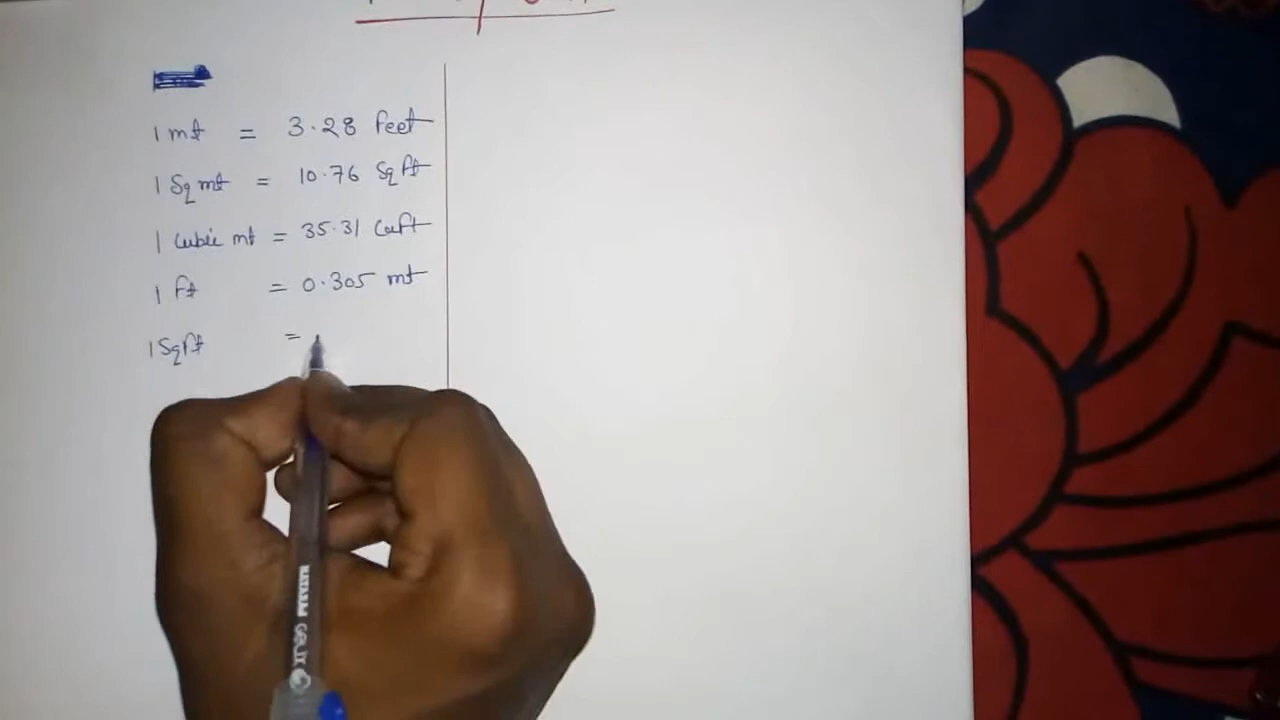 1 mt = 3.28 feet
1 Sq mt = 10.76 Sq ft
1 cubic mt = 35.31 Cuft
1 ft = 0.305 mt
1 Sqft =